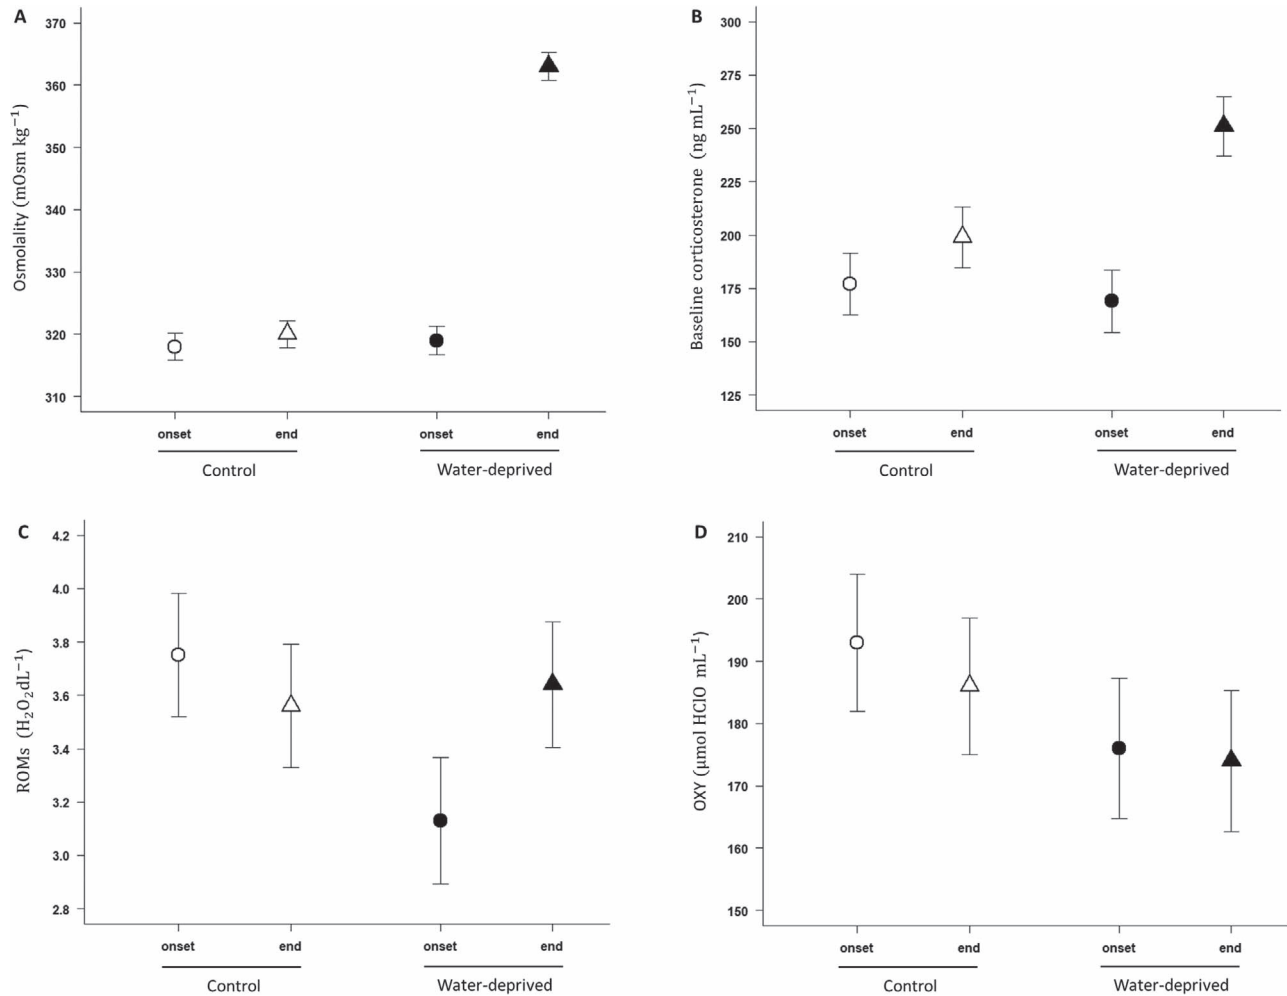 A
Osmolality (mOsm kg⁻¹)
370
360
350
340
330
320
310
onset end onset end
Control Water-deprived
B
Baseline corticosterone (ng mL⁻¹)
300
275
250
225
200
175
150
125
onset end onset end
Control Water-deprived
C
ROMs (H₂O₂dL⁻¹)
4.2
4.0
3.8
3.6
3.4
3.2
3.0
2.8
onset end onset end
Control Water-deprived
D
OXY (μmol HClO mL⁻¹)
210
200
190
180
170
160
150
onset end onset end
Control Water-deprived